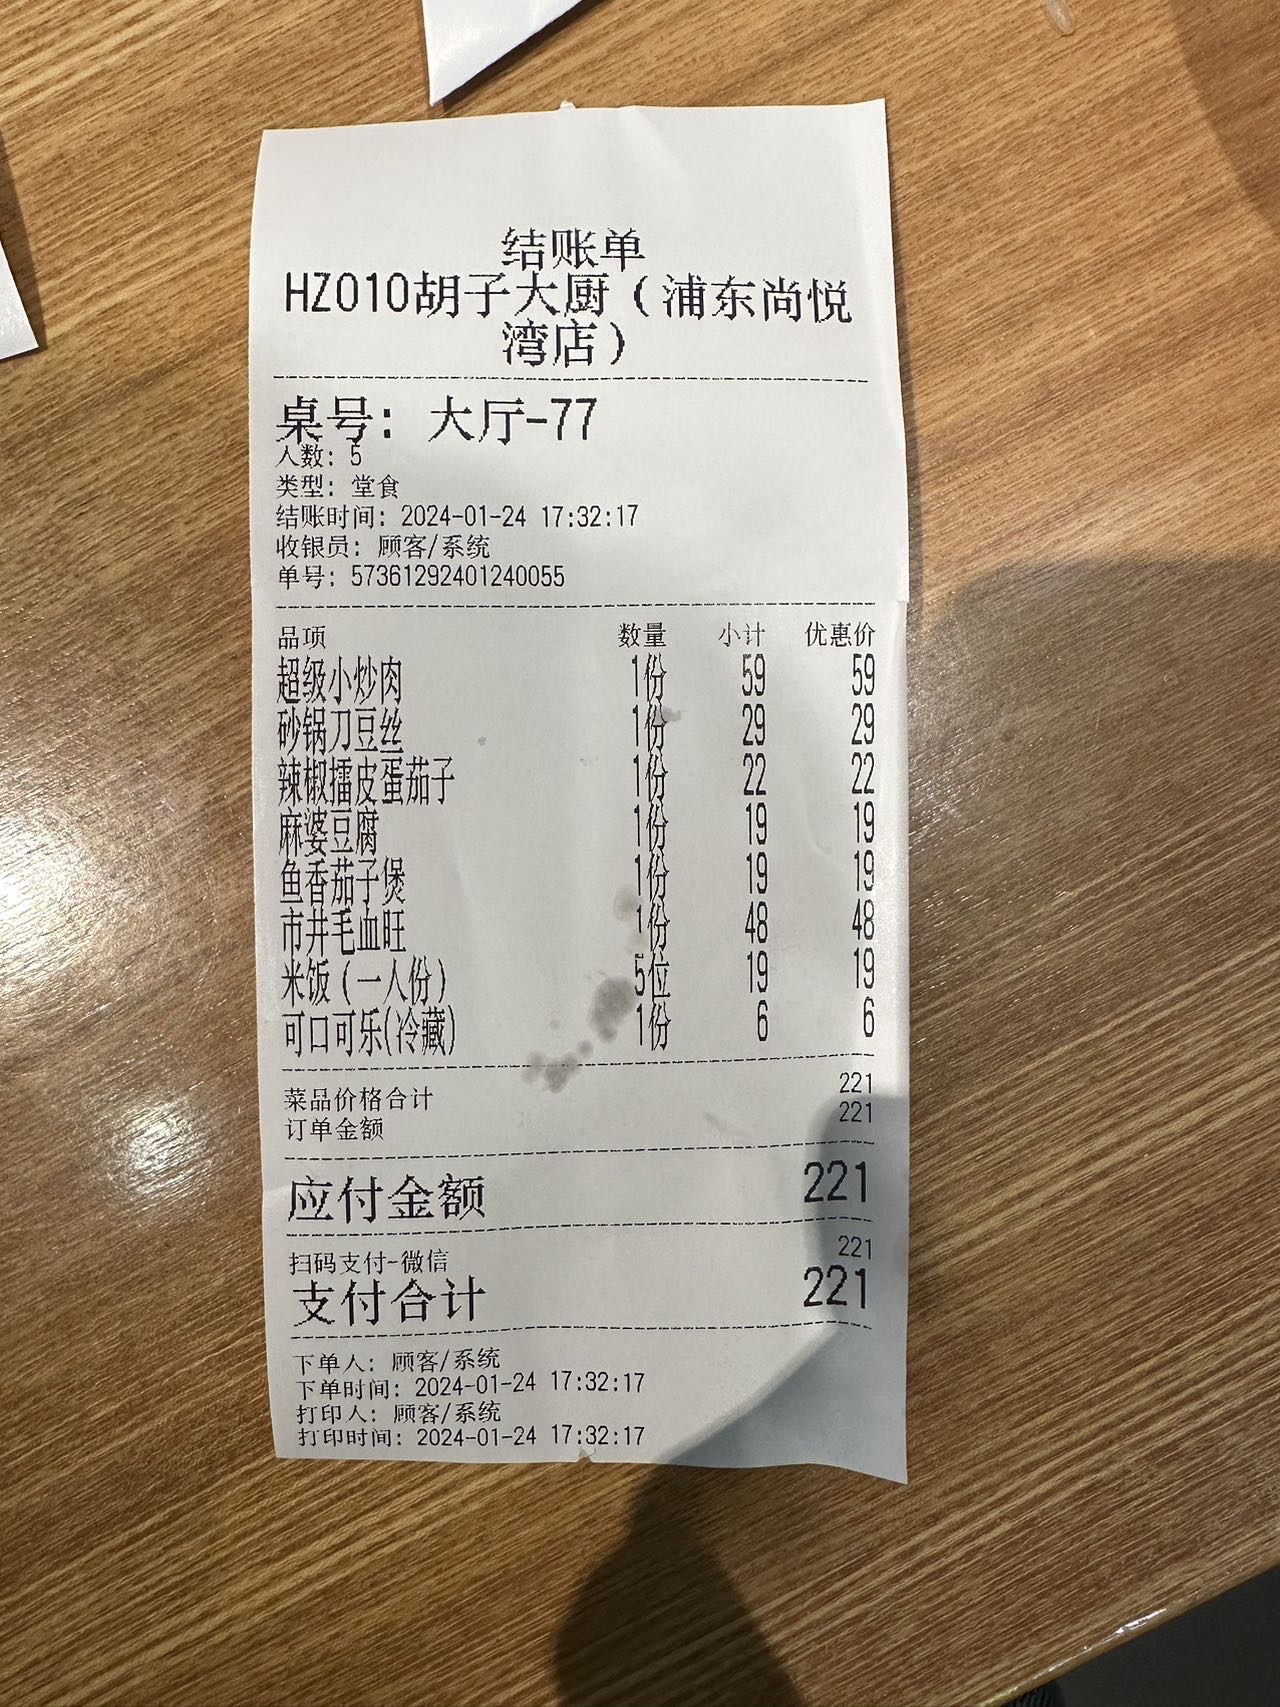 结账单
HZ010胡子大厨（浦东尚悦
湾店）
桌号：大厅-77
人数：5
类型：堂食
结账时间：2024-01-24 17:32:17
收银员：顾客/系统
单号：57361292401240055
品项 数量 小计 优惠价
超级小炒肉 1份 59 59
砂锅刀豆丝 1份 29 29
辣椒擂皮蛋茄子 1份 22 22
麻婆豆腐 1份 19 19
鱼香茄子煲 1份 19 19
市井毛血旺 1份 48 48
米饭(一人份) 5位 19 19
可口可乐(冷藏) 1份 6 6
菜品价格合计 221
订单金额 221
应付金额 221
扫码支付-微信 221
支付合计 221
下单人：顾客/系统
下单时间：2024-01-24 17:32:17
打印人：顾客/系统
打印时间：2024-01-24 17:32:17